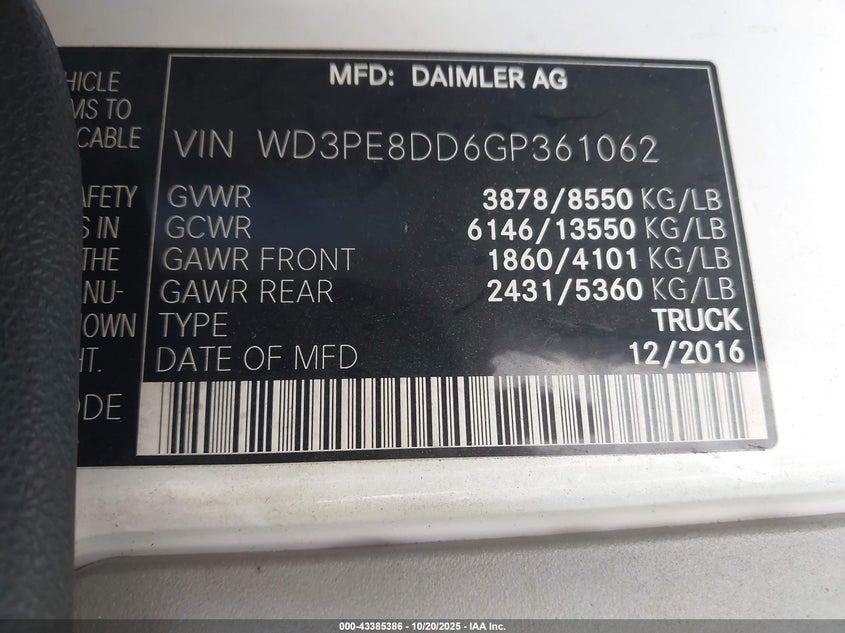 MFD: DAIMLER AG
HICLE
MS TO
CABLE
VIN WD3PE8DD6GP361062
AFETY
GVWR 3878/8550 KG/LB
S IN
GCWR 6146/13550 KG/LB
THE
GAWR FRONT 1860/4101 KG/LB
NU-
GAWR REAR 2431/5360 KG/LB
OWN
TYPE TRUCK
HT.
DATE OF MFD 12/2016
ODE
000-43385386 - 10/20/2025 - IAA Inc.